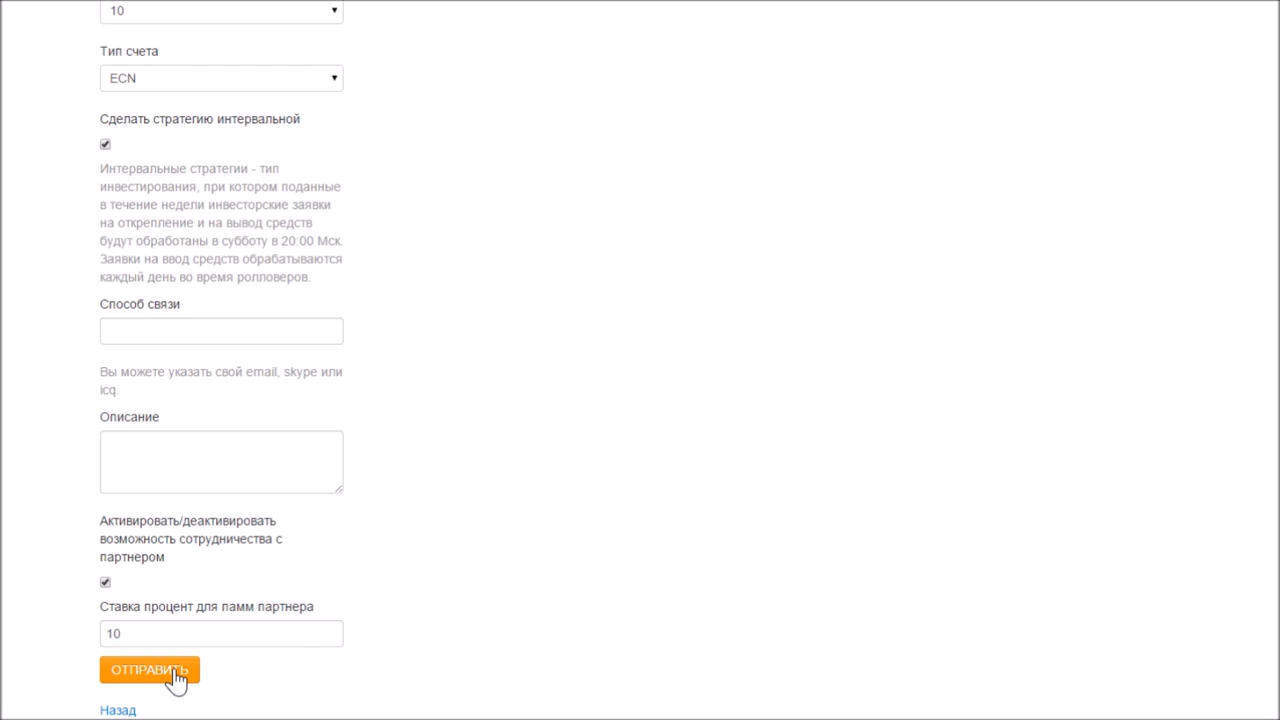 10
Тип счета
ECN
Сделать стратегию интервальной
Интервальные стратегии - тип
инвестирования, при котором поданные
в течение недели инвесторские заявки
на открепление и на вывод средств
будут обработаны в субботу в 20:00 Мск.
Заявки на ввод средств обрабатываются
каждый день во время ролловеров.
Способ связи
Вы можете указать свой email, skype или
icq.
Описание
Активировать/деактивировать
возможность сотрудничества с
партнером
Ставка процент для памм партнера
10
ОТПРАВИТЬ
Назад